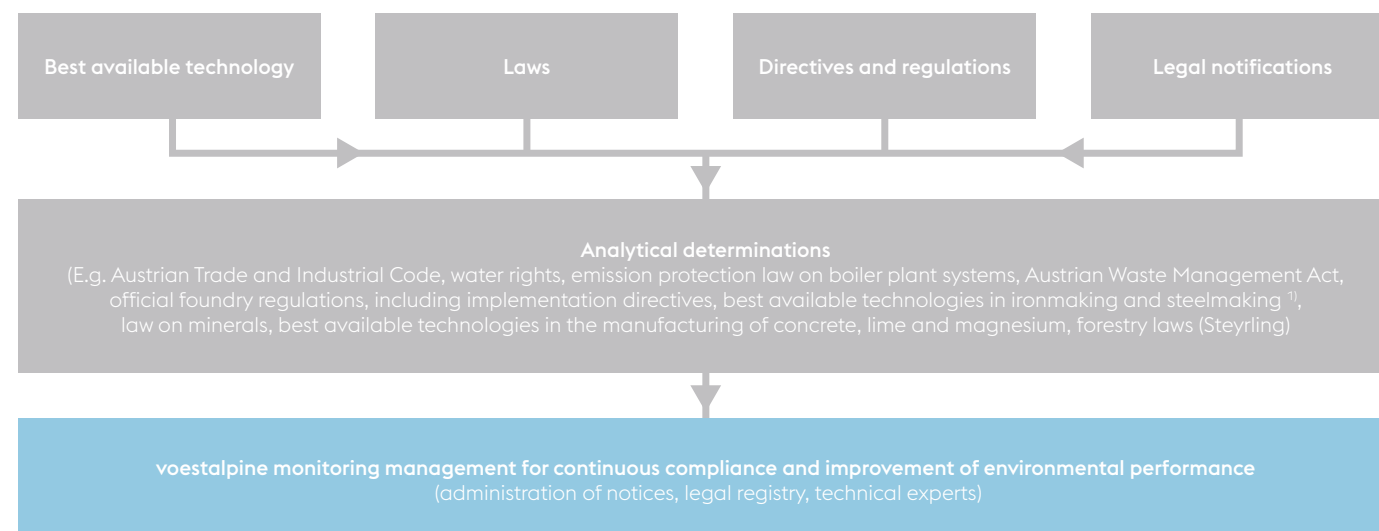 Best available technology
Laws
Directives and regulations
Legal notifications
Analytical determinations
(E.g. Austrian Trade and Industrial Code, water rights, emission protection law on boiler plant systems, Austrian Waste Management Act,
official foundry regulations, including implementation directives, best available technologies in ironmaking and steelmaking ¹⁾,
law on minerals, best available technologies in the manufacturing of concrete, lime and magnesium, forestry laws (Steyrling)
voestalpine monitoring management for continuous compliance and improvement of environmental performance
(administration of notices, legal registry, technical experts)